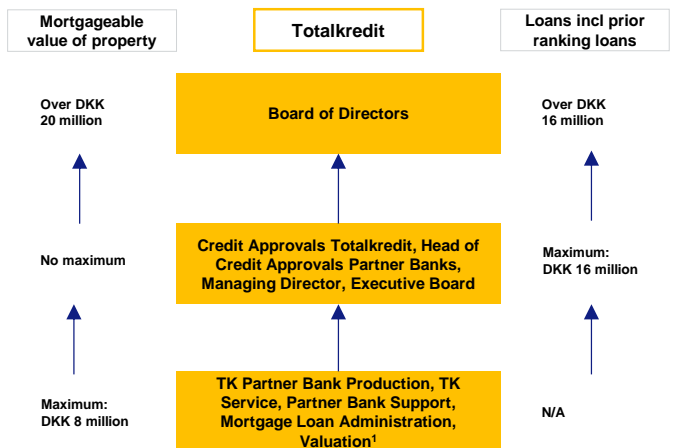 Mortgageable
value of property
Totalkredit
Loans incl prior
ranking loans
Over DKK
20 million
Board of Directors
Over DKK
16 million
No maximum
Credit Approvals Totalkredit, Head of
Credit Approvals Partner Banks,
Managing Director, Executive Board
Maximum:
DKK 16 million
Maximum:
DKK 8 million
TK Partner Bank Production, TK
Service, Partner Bank Support,
Mortgage Loan Administration,
Valuation¹
N/A